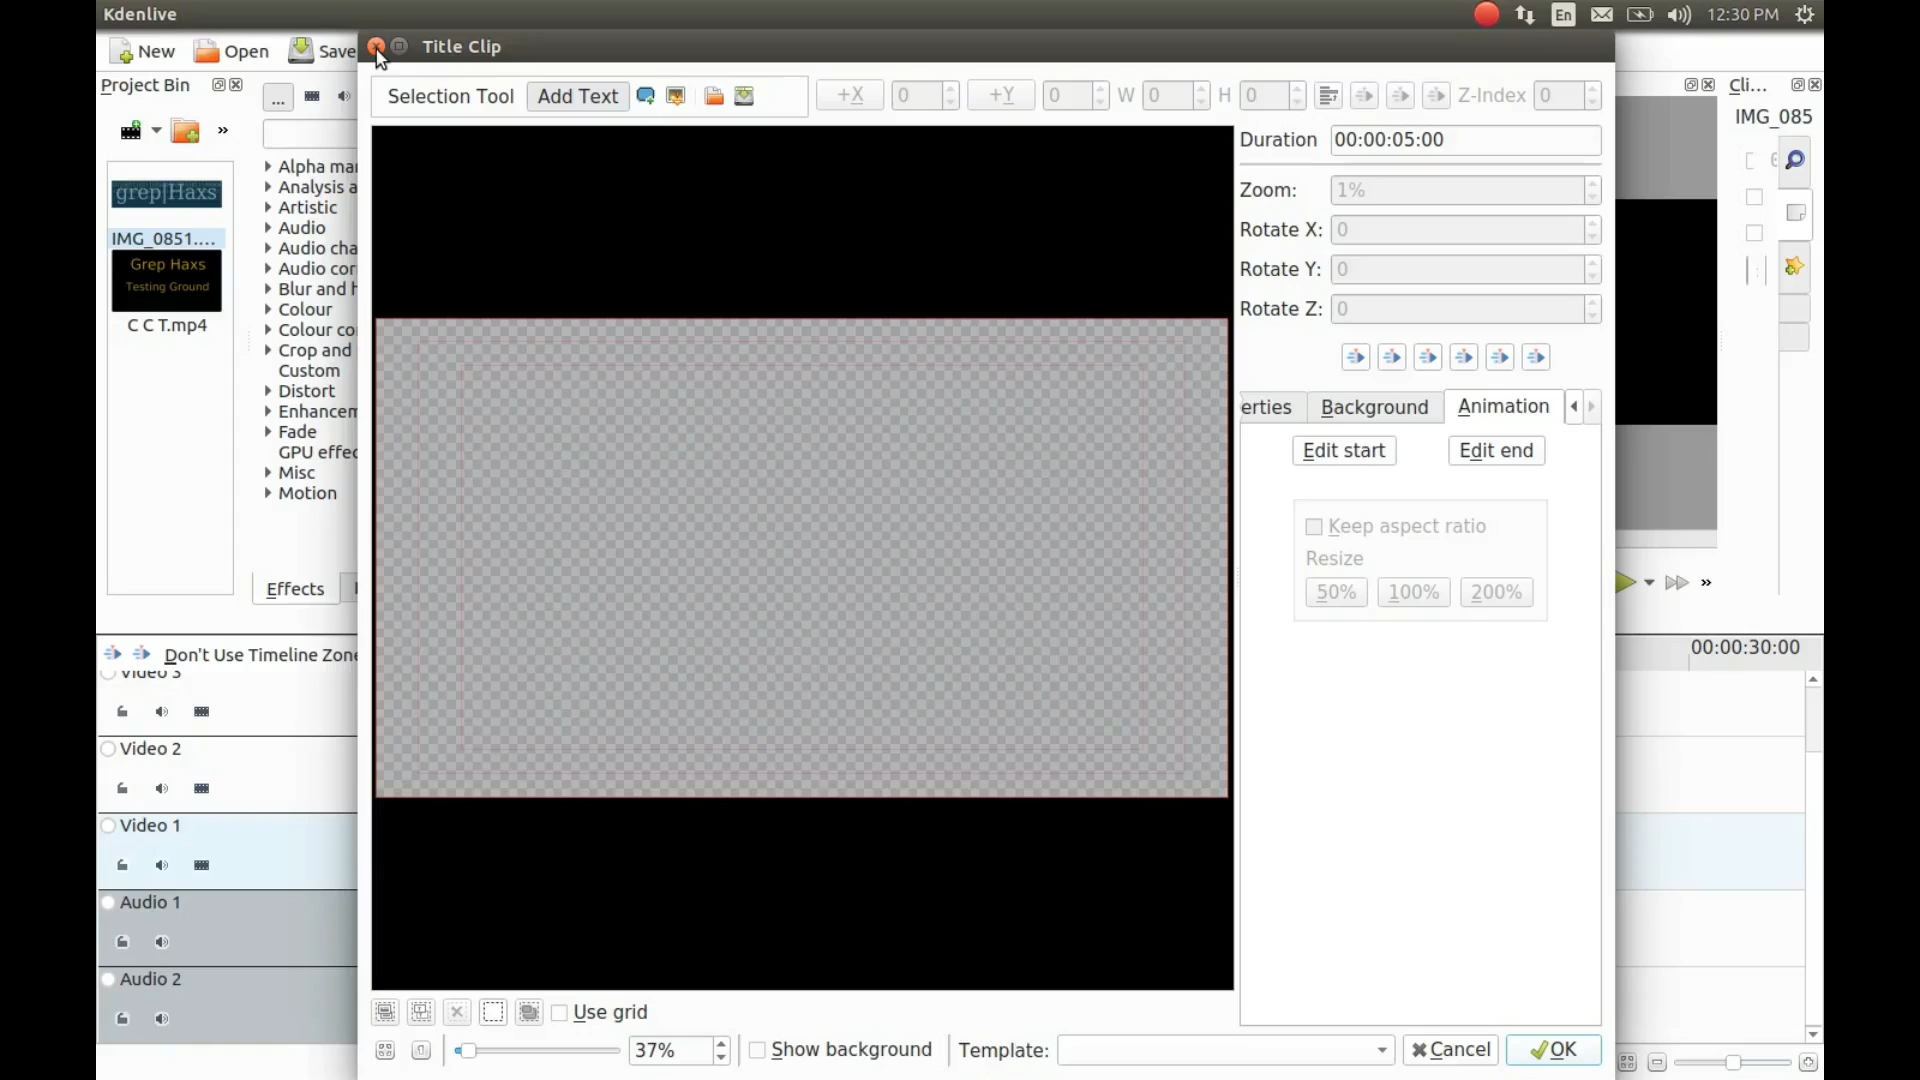 Kdenlive
En
12:30 PM
New
Open
Save
Title Clip
Project Bin
...
Selection Tool
Add Text
+X
0
+Y
0
W
0
H
0
Z-Index
0
Cli...
IMG_085
»
grep|Haxs
IMG_0851....
Grep Haxs
Testing Ground
C C T.mp4
Alpha ma
Analysis a
Artistic
Audio
Audio cha
Audio cor
Blur and h
Colour
Colour co
Crop and
Custom
Distort
Enhancem
Fade
GPU effec
Misc
Motion
Effects
Duration
00:00:05:00
Zoom:
1%
Rotate X:
0
Rotate Y:
0
Rotate Z:
0
erties
Background
Animation
Edit start
Edit end
Keep aspect ratio
Resize
50%
100%
200%
»
Don't Use Timeline Zone
00:00:30:00
Video 3
Video 2
Video 1
Audio 1
Audio 2
Use grid
37%
Show background
Template:
Cancel
OK